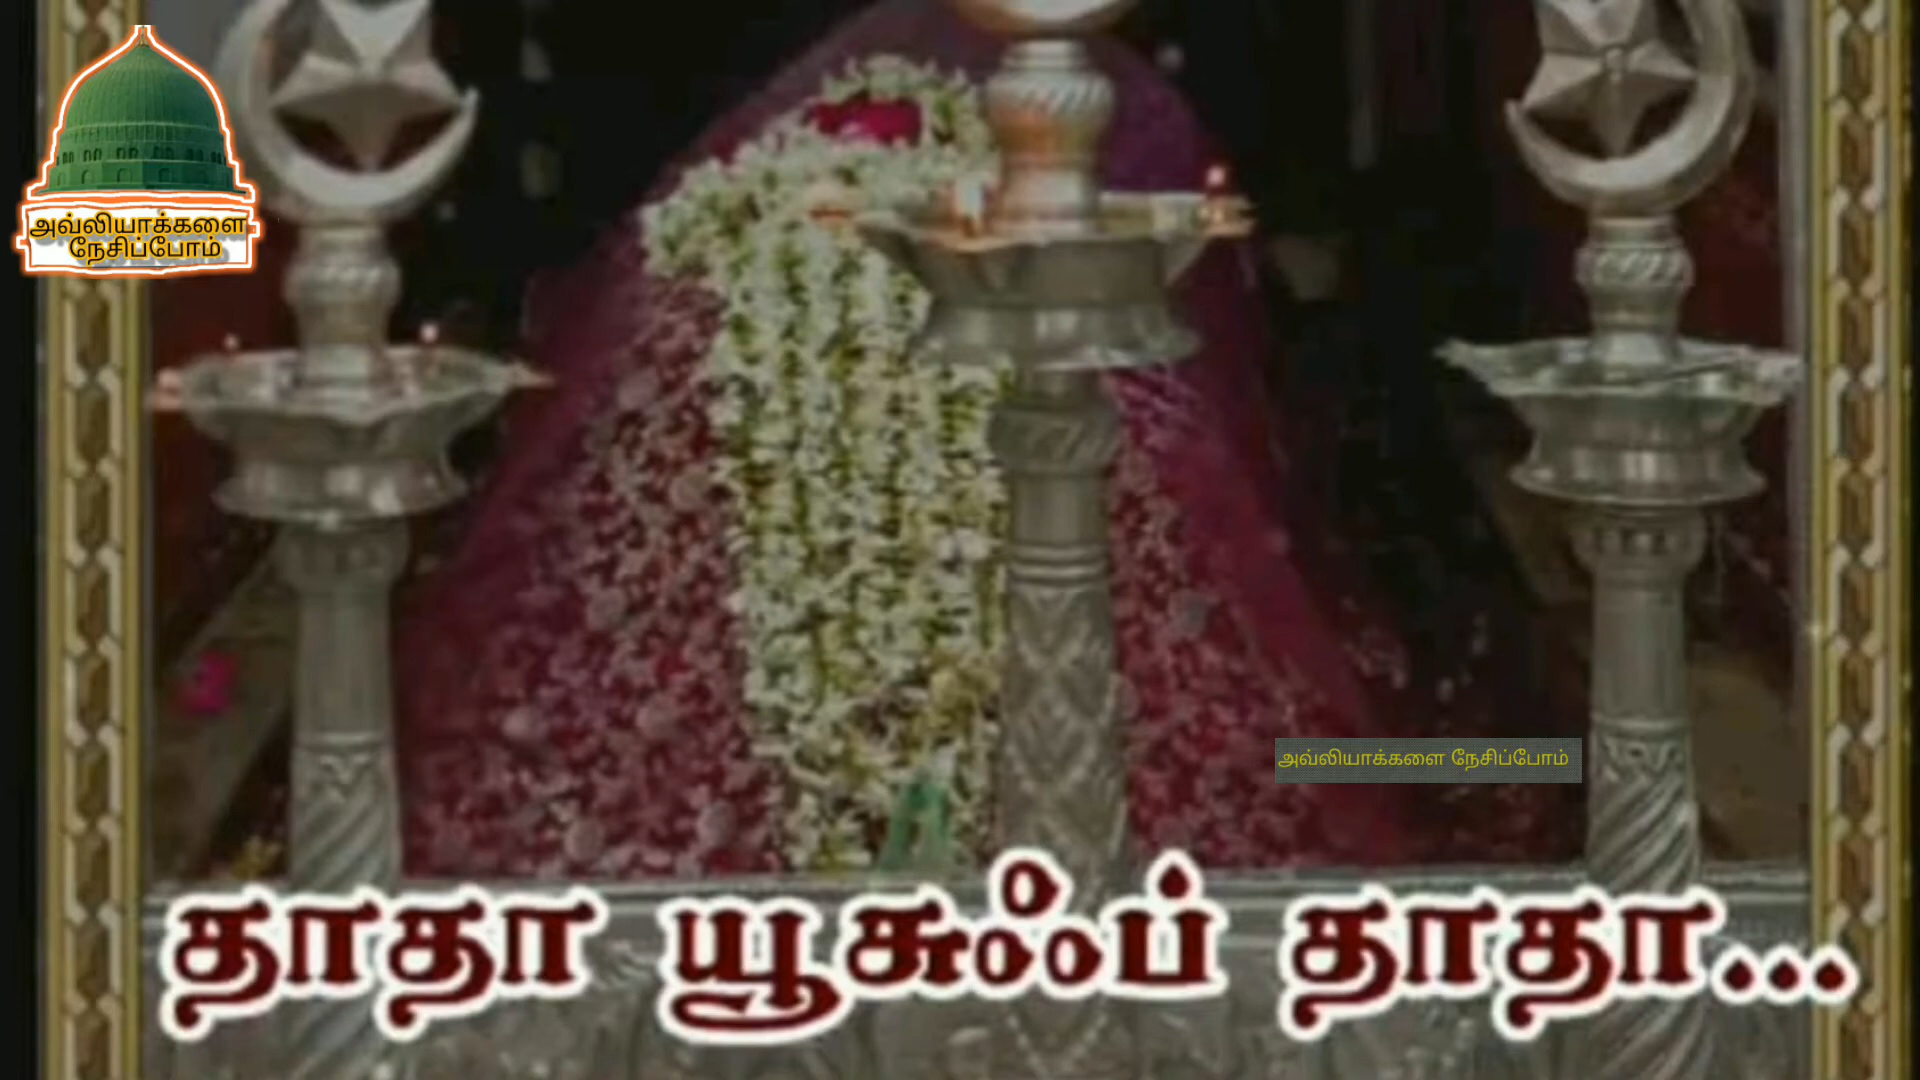 அவ்லியாக்களை
நேசிப்போம்
அவ்லியாக்களை நேசிப்போம்
தாதா யூசுஃப் தாதா...